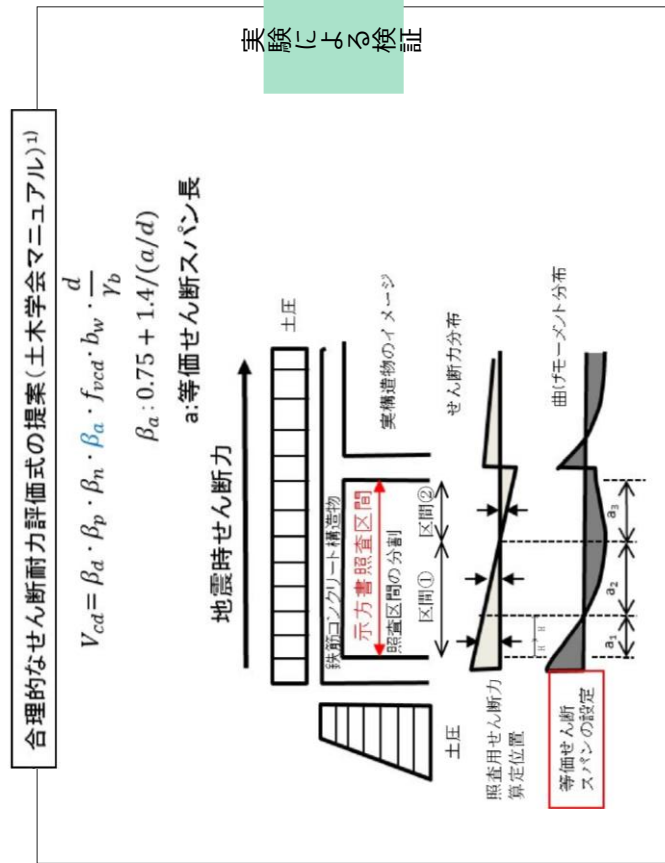 実験による検証
合理的なせん断耐力評価式の提案(土木学会マニュアル)¹⁾
V_{cd} = β_d · β_p · β_n · β_a · f_{vcd} · b_w · d/γ_b
β_a : 0.75 + 1.4/(a/d)
a:等価せん断スパン長
地震時せん断力
土圧
鉄筋コンクリート構造物
示方書照査区間
照査区間の分割
実構造物のイメージ
土圧
区間①
区間②
せん断力分布
照査用せん断力
算定位置
H
H
曲げモーメント分布
等価せん断
スパンの設定
a₁
a₂
a₃